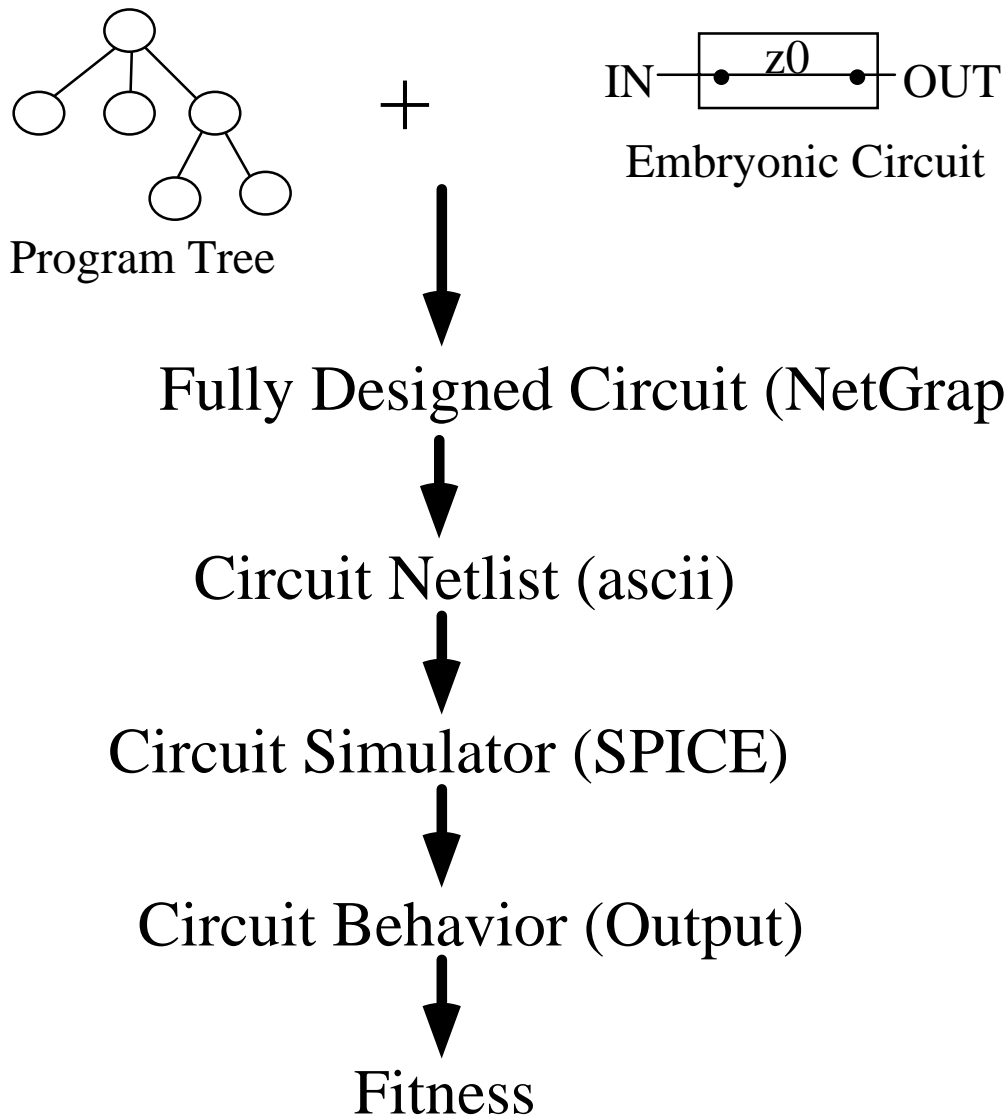 z0
IN
OUT
+
Embryonic Circuit
Program Tree
Fully Designed Circuit (NetGrap
Circuit Netlist (ascii)
Circuit Simulator (SPICE)
Circuit Behavior (Output)
Fitness